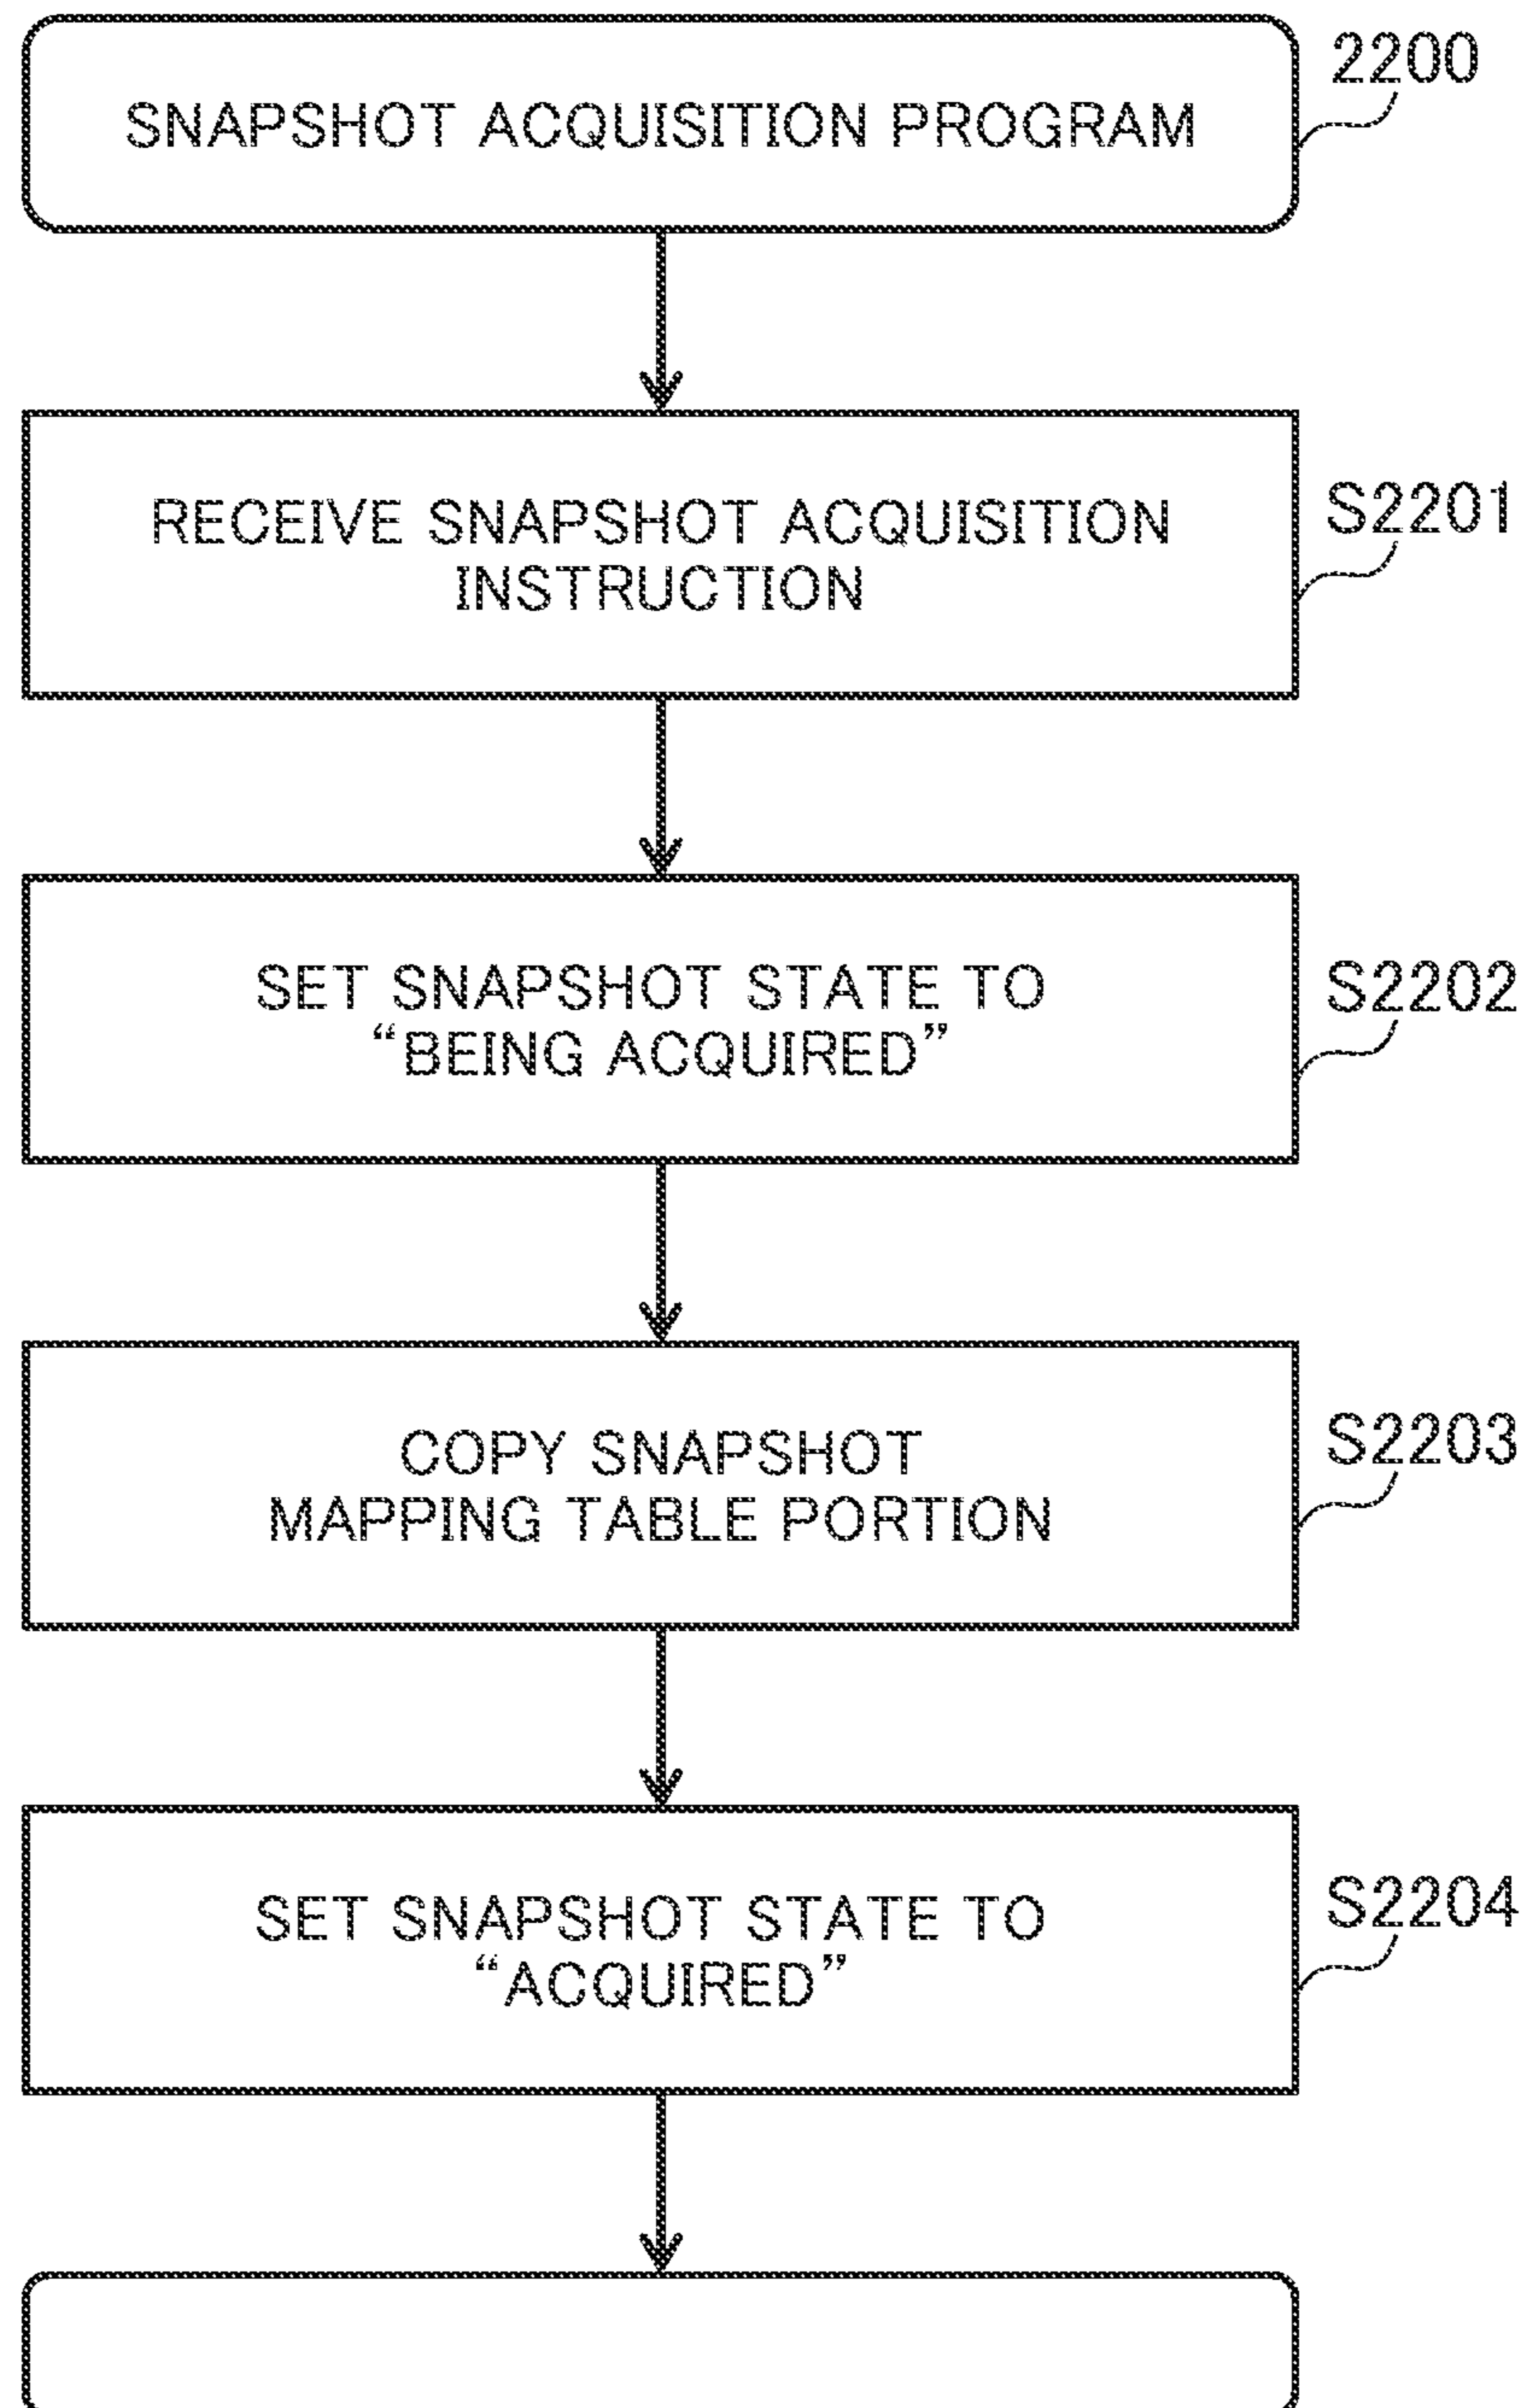 SNAPSHOT ACQUISITION PROGRAM
2200
RECEIVE SNAPSHOT ACQUISITION
INSTRUCTION
S2201
SET SNAPSHOT STATE TO
“BEING ACQUIRED”
S2202
COPY SNAPSHOT
MAPPING TABLE PORTION
S2203
SET SNAPSHOT STATE TO
“ACQUIRED”
S2204